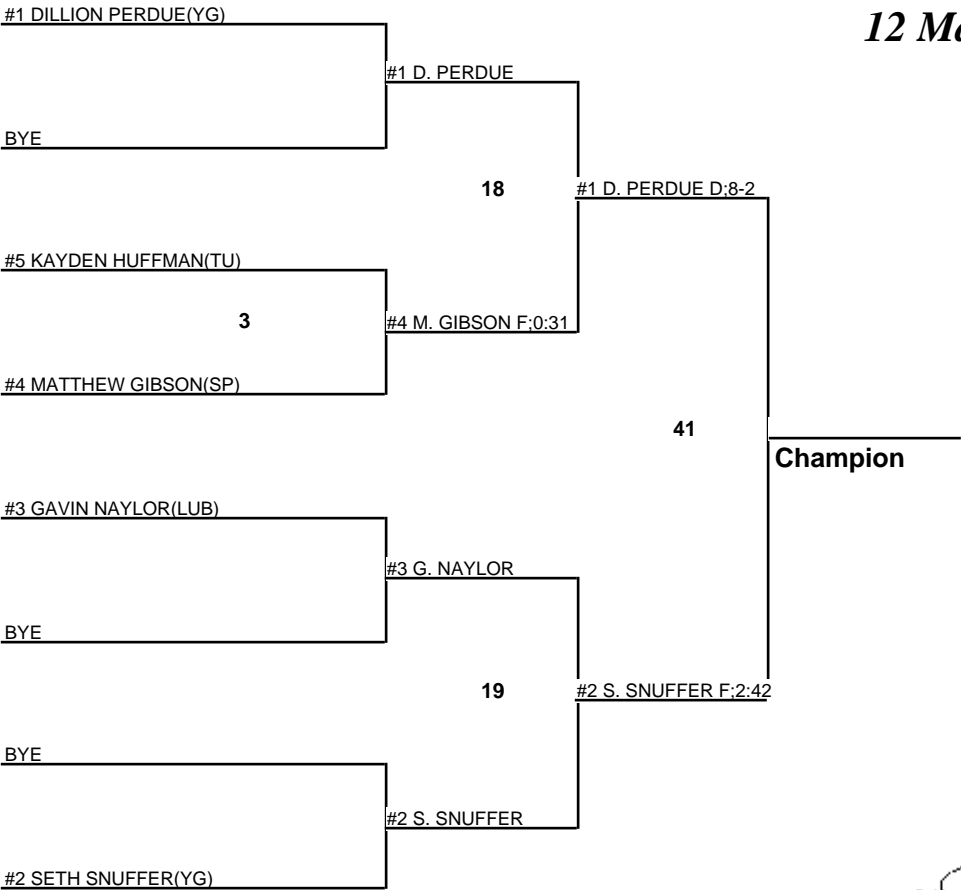 #1 DILLION PERDUE(YG)
12 Ma
#1 D. PERDUE
BYE
18
#1 D. PERDUE D;8-2
#5 KAYDEN HUFFMAN(TU)
3
#4 M. GIBSON F;0:31
#4 MATTHEW GIBSON(SP)
41
Champion
#3 GAVIN NAYLOR(LUB)
#3 G. NAYLOR
BYE
19
#2 S. SNUFFER F;2:42
BYE
#2 S. SNUFFER
#2 SETH SNUFFER(YG)